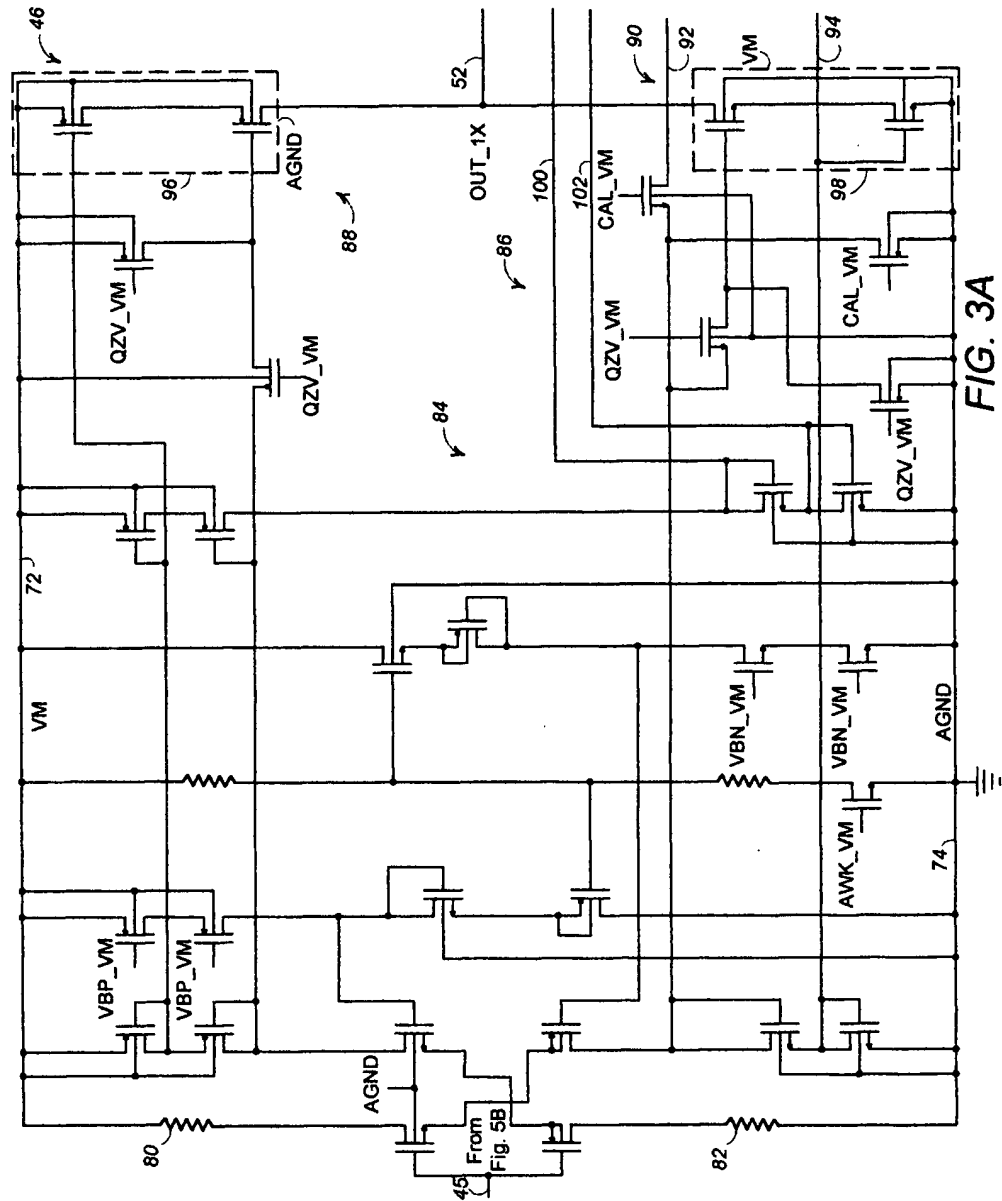 46
VM
72
96
AGND
QZV_VM
88
QZV_VM
VBP_VM
VBP_VM
52
OUT_1X
86
84
100
102
CAL_VM
90
92
VM
94
AGND
80
From
Fig. 5B
45
82
QZV_VM
98
CAL_VM
QZV_VM
VBN_VM
VBN_VM
AWK_VM
AGND
74
FIG. 3A